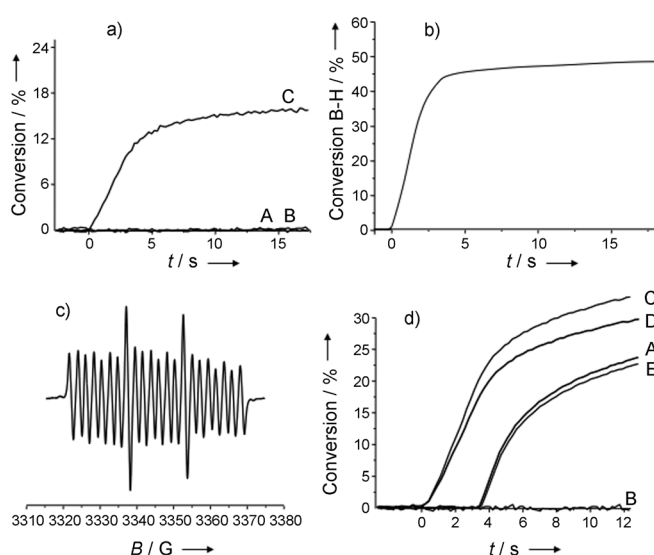 a)
Conversion / %
24
18
12
6
0
C
A B
0 5 10 15
t / s
b)
Conversion B-H / %
60
50
40
30
20
10
0
0 5 10 15
t / s
c)
3310 3320 3330 3340 3350 3360 3370 3380
B / G
d)
Conversion / %
30
25
20
15
10
5
0
C
D
A
E
B
0 2 4 6 8 10 12
t / s